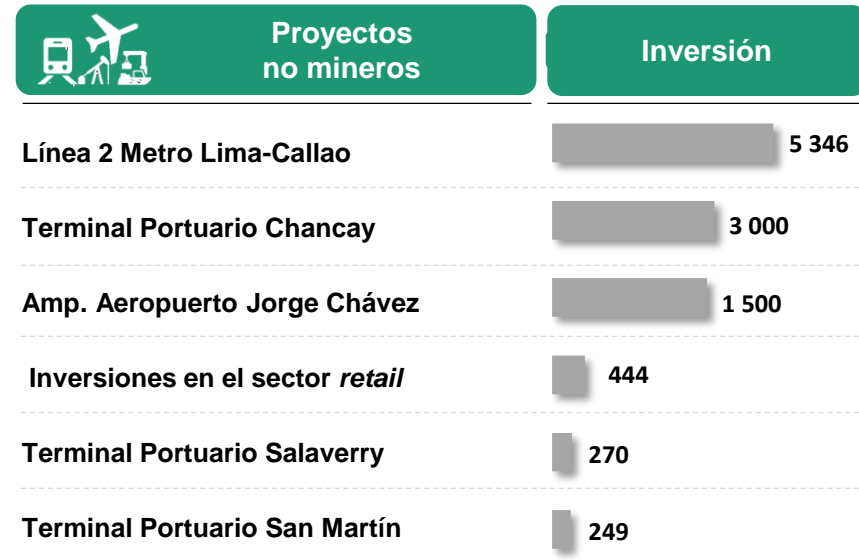 Proyectos
no mineros
Inversión
Línea 2 Metro Lima-Callao
5 346
Terminal Portuario Chancay
3 000
Amp. Aeropuerto Jorge Chávez
1 500
Inversiones en el sector retail
444
Terminal Portuario Salaverry
270
Terminal Portuario San Martín
249